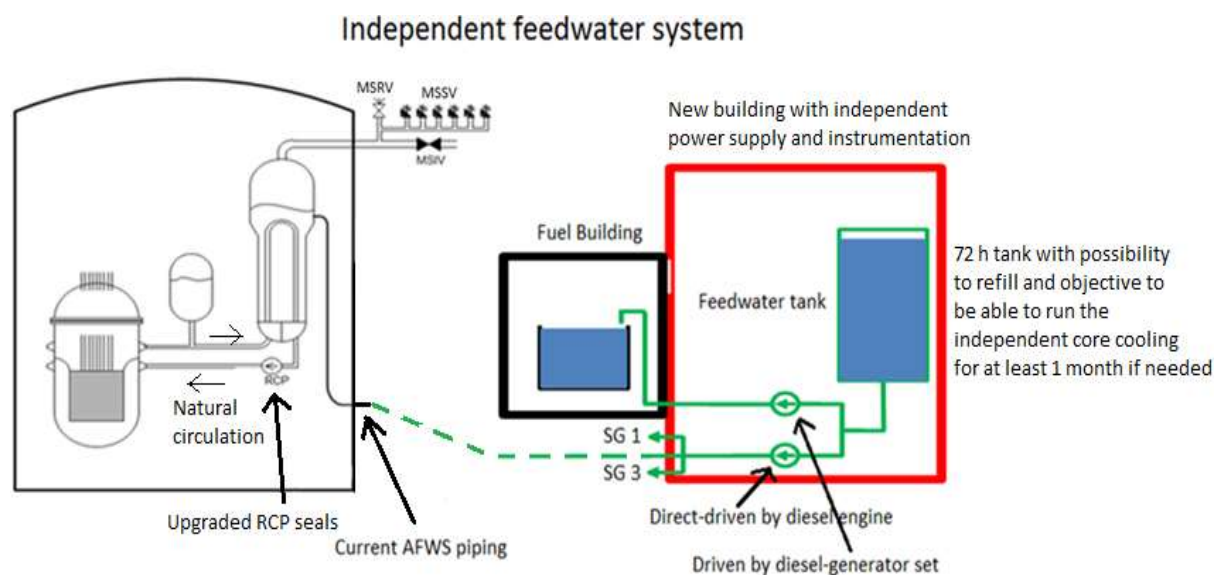 Independent feedwater system
MSRV
MSSV
MSIV
New building with independent
power supply and instrumentation
Fuel Building
Feedwater tank
72 h tank with possibility
to refill and objective to
be able to run the
independent core cooling
for at least 1 month if needed
RCP
Natural
circulation
SG 1
SG 3
Upgraded RCP seals
Current AFWS piping
Direct-driven by diesel engine
Driven by diesel-generator set